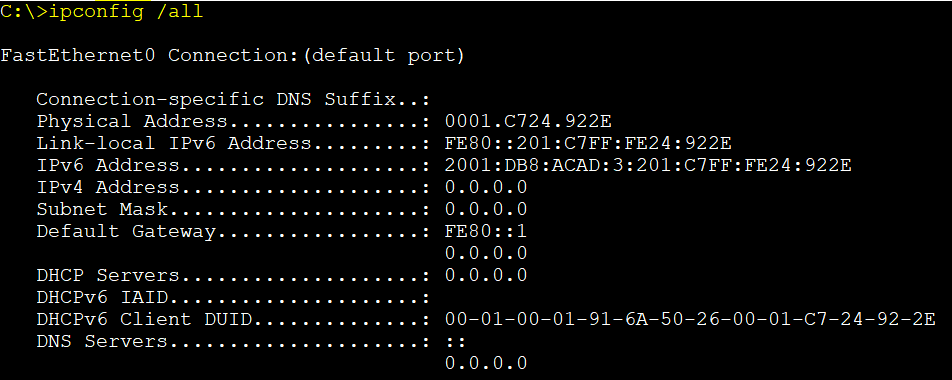 C:\>ipconfig /all
FastEthernet0 Connection:(default port)
Connection-specific DNS Suffix..:
Physical Address................: 0001.C724.922E
Link-local IPv6 Address.........: FE80::201:C7FF:FE24:922E
IPv6 Address....................: 2001:DB8:ACAD:3:201:C7FF:FE24:922E
IPv4 Address....................: 0.0.0.0
Subnet Mask.....................: 0.0.0.0
Default Gateway.................: FE80::1
0.0.0.0
DHCP Servers....................: 0.0.0.0
DHCPv6 IAID.....................:
DHCPv6 Client DUID..............: 00-01-00-01-91-6A-50-26-00-01-C7-24-92-2E
DNS Servers.....................: ::
0.0.0.0